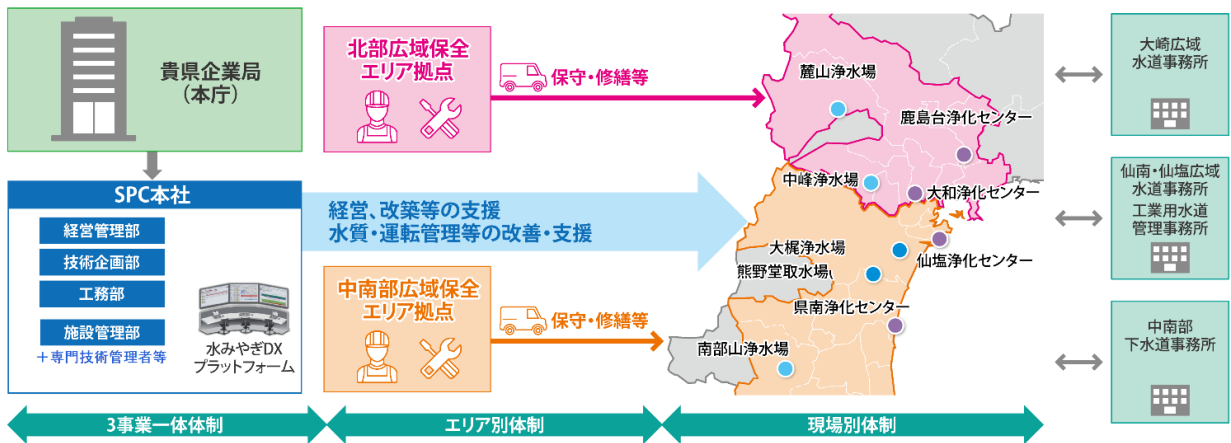 貴県企業局
(本庁)
SPC本社
経営管理部
技術企画部
工務部
施設管理部
＋専門技術管理者等
水みやぎDX
プラットフォーム
北部広域保全
エリア拠点
保守・修繕等
経営、改築等の支援
水質・運転管理等の改善・支援
中南部広域保全
エリア拠点
保守・修繕等
麓山浄水場
鹿島台浄化センター
中峰浄水場
大和浄化センター
大梶浄水場
仙塩浄化センター
熊野堂取水場
県南浄化センター
南部山浄水場
大崎広域
水道事務所
仙南・仙塩広域
水道事務所
工業用水道
管理事務所
中南部
下水道事務所
3事業一体体制
エリア別体制
現場別体制